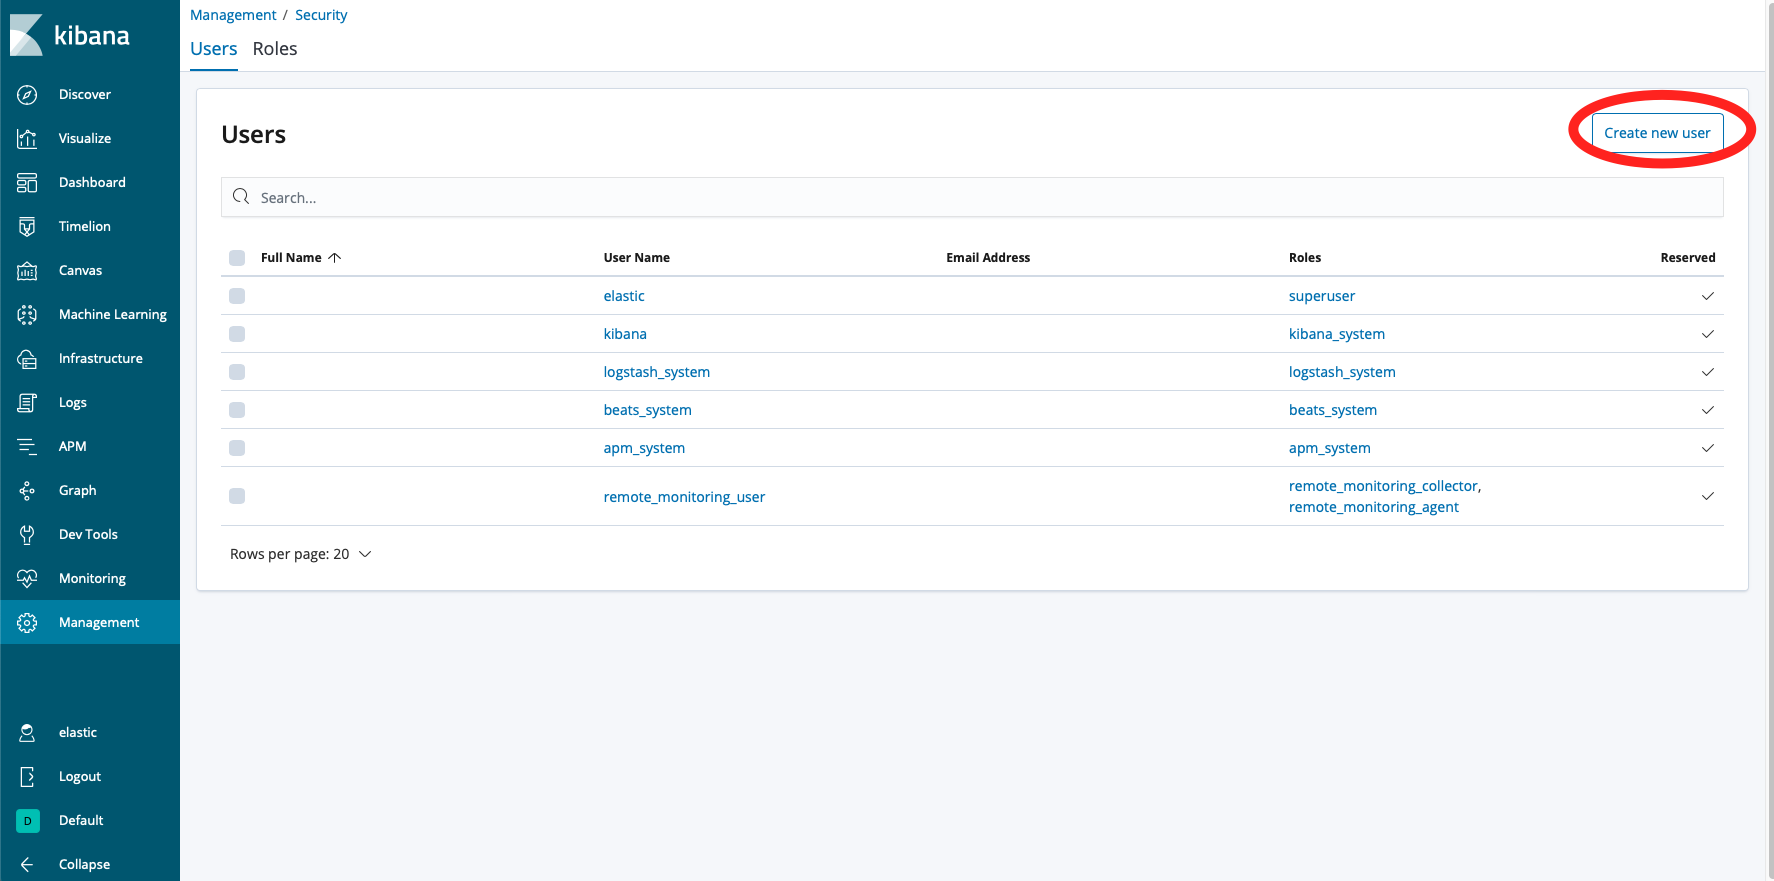 kibana
Discover
Visualize
Dashboard
Timelion
Canvas
Machine Learning
Infrastructure
Logs
APM
Graph
Dev Tools
Monitoring
Management
elastic
Logout
D Default
Collapse
Management / Security
Users Roles
Users
Create new user
Search...
Full Name User Name Email Address Roles Reserved
elastic superuser
kibana kibana_system
logstash_system logstash_system
beats_system beats_system
apm_system apm_system
remote_monitoring_user remote_monitoring_collector,
remote_monitoring_agent
Rows per page: 20